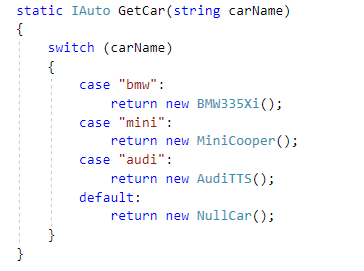 static IAuto GetCar(string carName)
{
    switch (carName)
    {
        case "bmw":
            return new BMW335Xi();
        case "mini":
            return new MiniCooper();
        case "audi":
            return new AudiTTS();
        default:
            return new NullCar();
    }
}